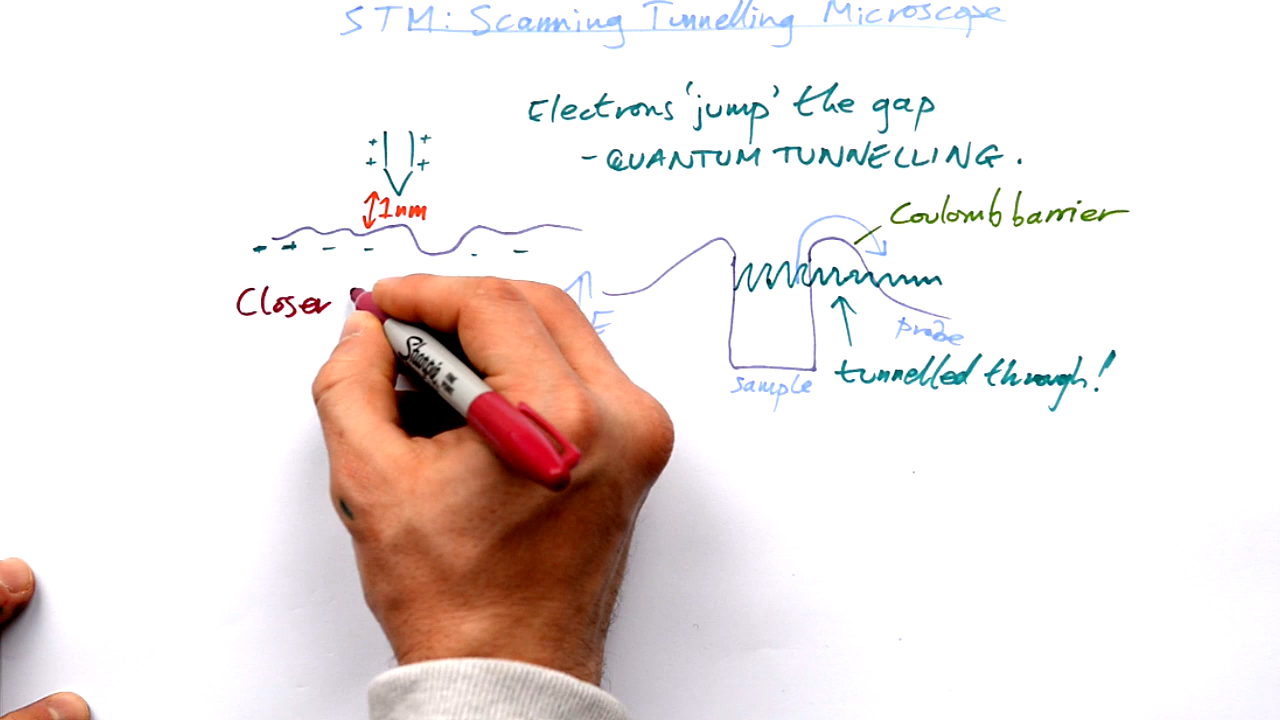 STM: Scanning Tunnelling Microscope
Electrons 'jump' the gap
- QUANTUM TUNNELLING.
+ +
+ +
1nm
Coulomb barrier
Closer
E
probe
sample
tunnelled through!
Sharpie